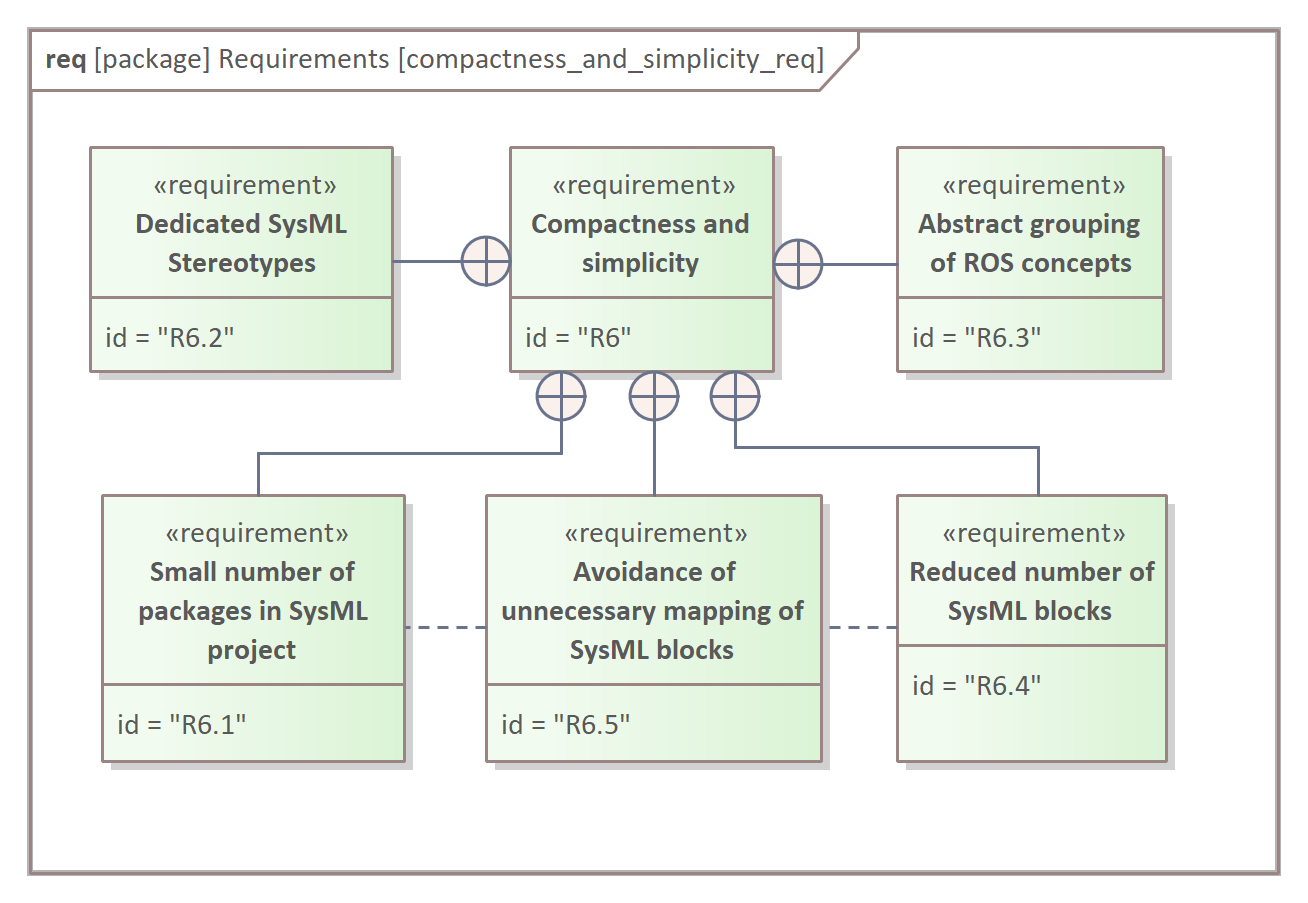 req [package] Requirements [compactness_and_simplicity_req]
«requirement»
Dedicated SysML
Stereotypes
id = "R6.2"
«requirement»
Compactness and
simplicity
id = "R6"
«requirement»
Abstract grouping
of ROS concepts
id = "R6.3"
«requirement»
Small number of
packages in SysML
project
id = "R6.1"
«requirement»
Avoidance of
unnecessary mapping of
SysML blocks
id = "R6.5"
«requirement»
Reduced number of
SysML blocks
id = "R6.4"